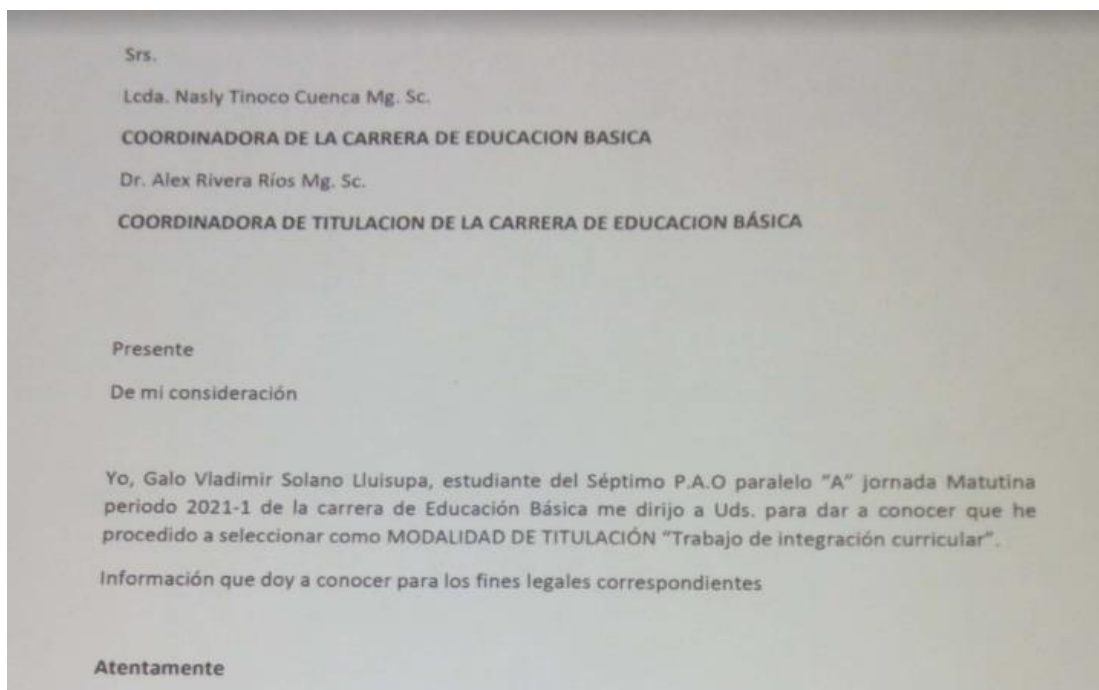 Srs.
Lcda. Nasly Tinoco Cuenca Mg. Sc.
COORDINADORA DE LA CARRERA DE EDUCACION BASICA
Dr. Alex Rivera Ríos Mg. Sc.
COORDINADORA DE TITULACION DE LA CARRERA DE EDUCACION BÁSICA
Presente
De mi consideración
Yo, Galo Vladimir Solano Lluisupa, estudiante del Séptimo P.A.O paralelo "A" jornada Matutina
periodo 2021-1 de la carrera de Educación Básica me dirijo a Uds. para dar a conocer que he
procedido a seleccionar como MODALIDAD DE TITULACIÓN "Trabajo de integración curricular".
Información que doy a conocer para los fines legales correspondientes
Atentamente